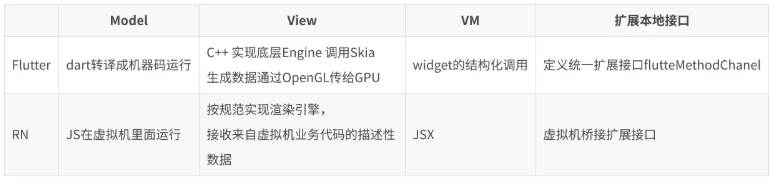 Model View VM 扩展本地接口
Flutter dart转译成机器码运行 C++ 实现底层Engine 调用Skia
生成数据通过OpenGL传给GPU widget的结构化调用 定义统一扩展接口flutteMethodChanel
RN JS在虚拟机里面运行 按规范实现渲染引擎，
接收来自虚拟机业务代码的描述性
数据 JSX 虚拟机桥接扩展接口